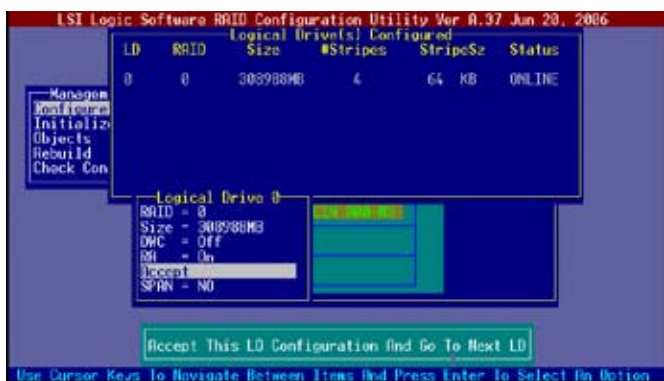 LSI Logic Software RAID Configuration Utility Ver A.37 Jun 20, 2006
Logical Drive(s) Configured
LD RAID Size #Stripes StripeSz Status
0 0 308988MB 4 64 KB ONLINE
Managem
Configure
Initializ
Objects
Rebuild
Check Con
Logical Drive 0
RAID = 0
Size = 308988MB
DWC = Off
RA = On
Accept
SPAN = NO
Accept This LD Configuration And Go To Next LD
Use Cursor Keys To Navigate Between Items And Press Enter To Select An Option